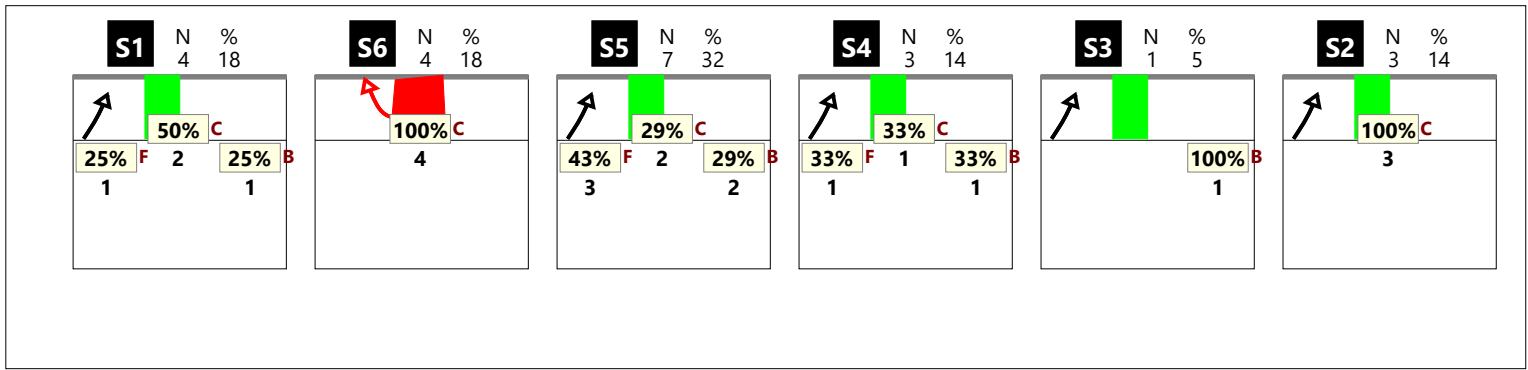 S1 N % 4 18
50% C
25% F 2 25% B
1 1
S6 N % 4 18
100% C
4
S5 N % 7 32
29% C
43% F 2 29% B
3 2
S4 N % 3 14
33% C
33% F 1 33% B
1 1
S3 N % 1 5
100% B
1
S2 N % 3 14
100% C
3